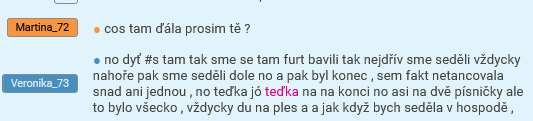 Martina_72 cos tam ďála prosim tě ?
no dyť #s tam tak sme se tam furt bavili tak nejdřív sme seděli vždycky
nahoře pak sme seděli dole no a pak byl konec , sem fakt netancovala
Veronika_73 snad ani jednou , no teďka jó teďka na na konci no asi na dvě písničky ale
to bylo všecko , vždycky du na ples a a jak když bych seděla v hospodě ,